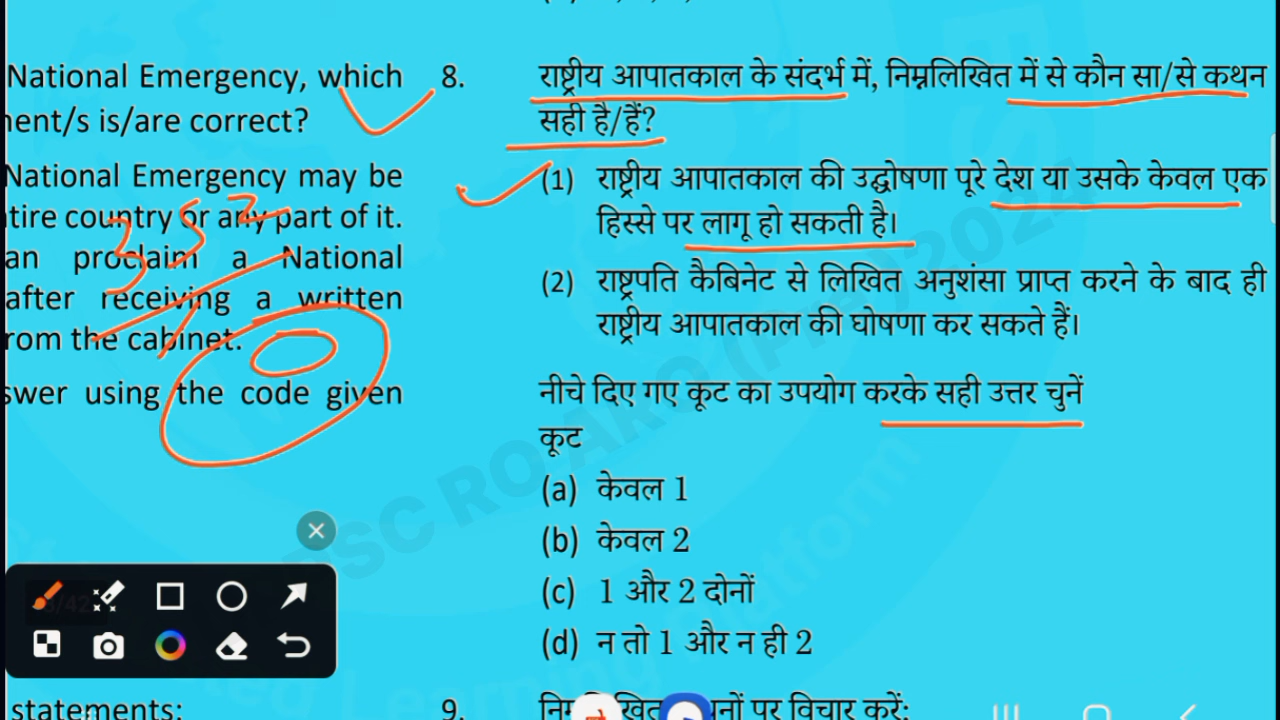 National Emergency, which
ent/s is/are correct?
National Emergency may be
tire country or any part of it.
an proclaim a National
after receiving a written
rom the cabinet.
swer using the code given
352
8. राष्ट्रीय आपातकाल के संदर्भ में, निम्नलिखित में से कौन सा/से कथन
सही है/हैं?
(1) राष्ट्रीय आपातकाल की उद्घोषणा पूरे देश या उसके केवल एक
हिस्से पर लागू हो सकती है।
(2) राष्ट्रपति कैबिनेट से लिखित अनुशंसा प्राप्त करने के बाद ही
राष्ट्रीय आपातकाल की घोषणा कर सकते हैं।
नीचे दिए गए कूट का उपयोग करके सही उत्तर चुनें
कूट
(a) केवल 1
(b) केवल 2
(c) 1 और 2 दोनों
(d) न तो 1 और न ही 2
statements:
9.
पर विचार करें: